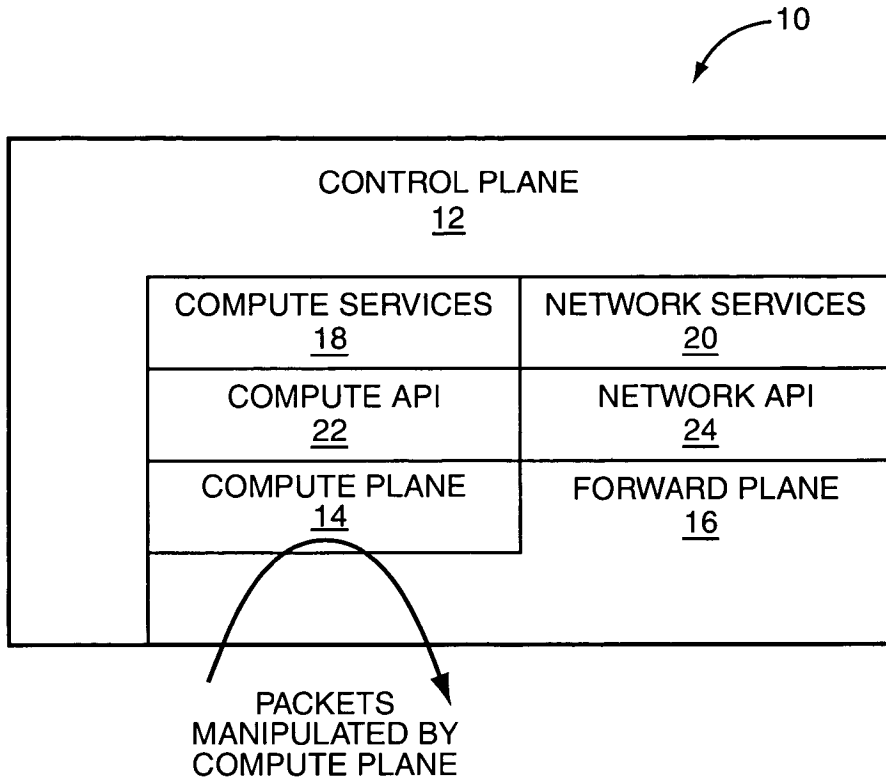 10
CONTROL PLANE
12
COMPUTE SERVICES
18
NETWORK SERVICES
20
COMPUTE API
22
NETWORK API
24
COMPUTE PLANE
14
FORWARD PLANE
16
PACKETS
MANIPULATED BY
COMPUTE PLANE